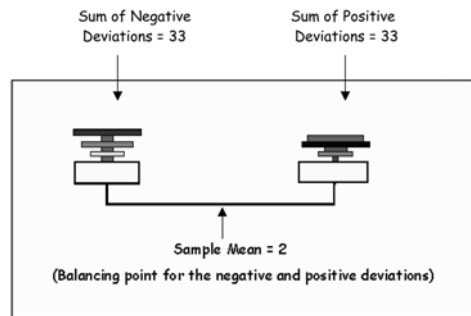 Sum of Negative
Deviations = 33
Sum of Positive
Deviations = 33
Sample Mean = 2
(Balancing point for the negative and positive deviations)